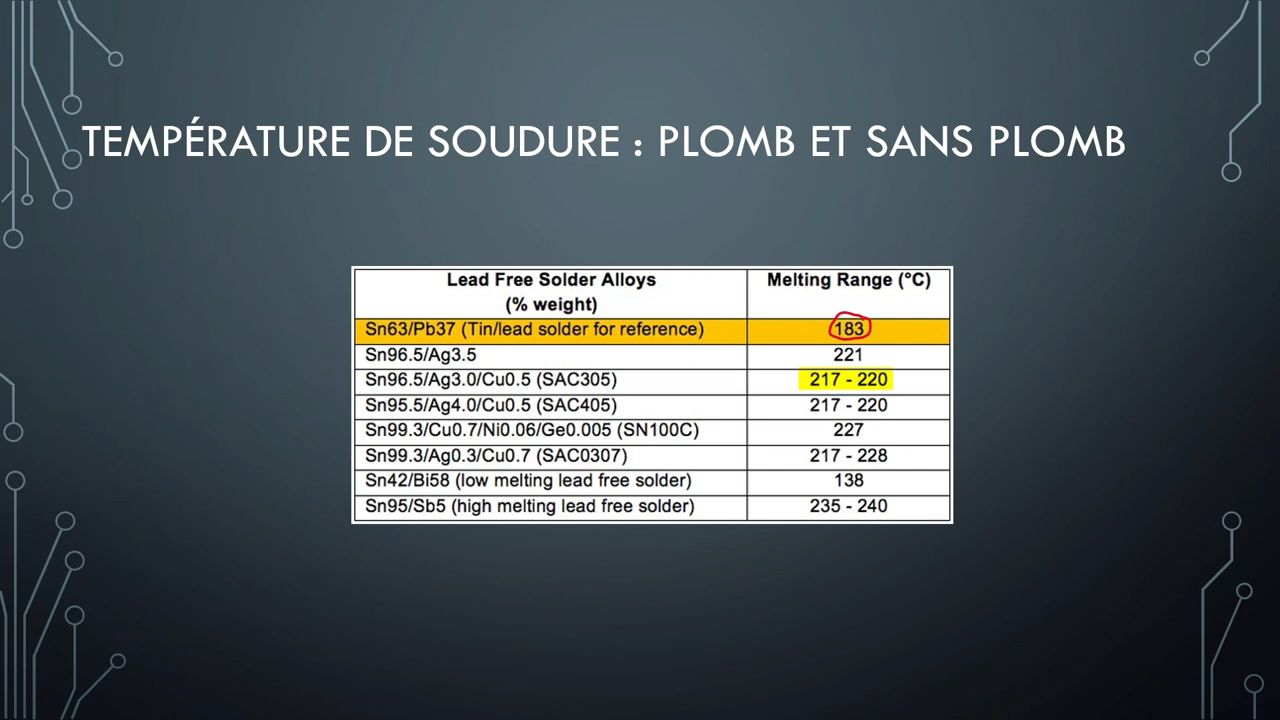 TEMPÉRATURE DE SOUDURE : PLOMB ET SANS PLOMB
Lead Free Solder Alloys
(% weight)
Melting Range (°C)
Sn63/Pb37 (Tin/lead solder for reference) 183
Sn96.5/Ag3.5 221
Sn96.5/Ag3.0/Cu0.5 (SAC305) 217 - 220
Sn95.5/Ag4.0/Cu0.5 (SAC405) 217 - 220
Sn99.3/Cu0.7/Ni0.06/Ge0.005 (SN100C) 227
Sn99.3/Ag0.3/Cu0.7 (SAC0307) 217 - 228
Sn42/Bi58 (low melting lead free solder) 138
Sn95/Sb5 (high melting lead free solder) 235 - 240